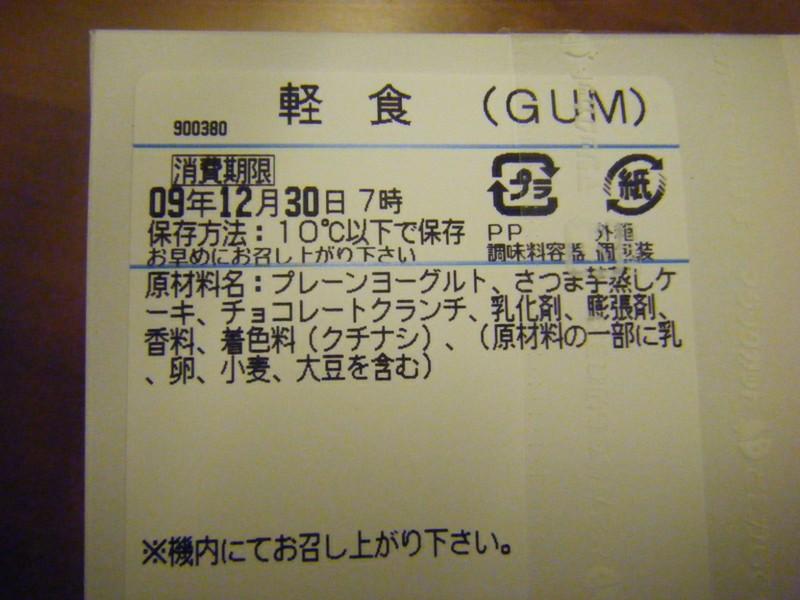 軽 食 (GUM)
900380
消費期限
09年12月30日 7時
プラ 紙
保存方法：10℃以下で保存 PP 外箱
お早めにお召し上がり下さい 調味料容器 個包装
原材料名：プレーンヨーグルト、さつま芋蒸しケ
ーキ、チョコレートクランチ、乳化剤、膨張剤、
香料、着色料(クチナシ)、(原材料の一部に乳
、卵、小麦、大豆を含む)
※機内にてお召し上がり下さい。